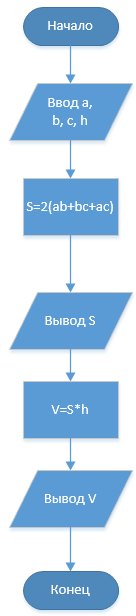 Начало
Ввод a,
b, c, h
S=2(ab+bc+ac)
Вывод S
V=S*h
Вывод V
Конец